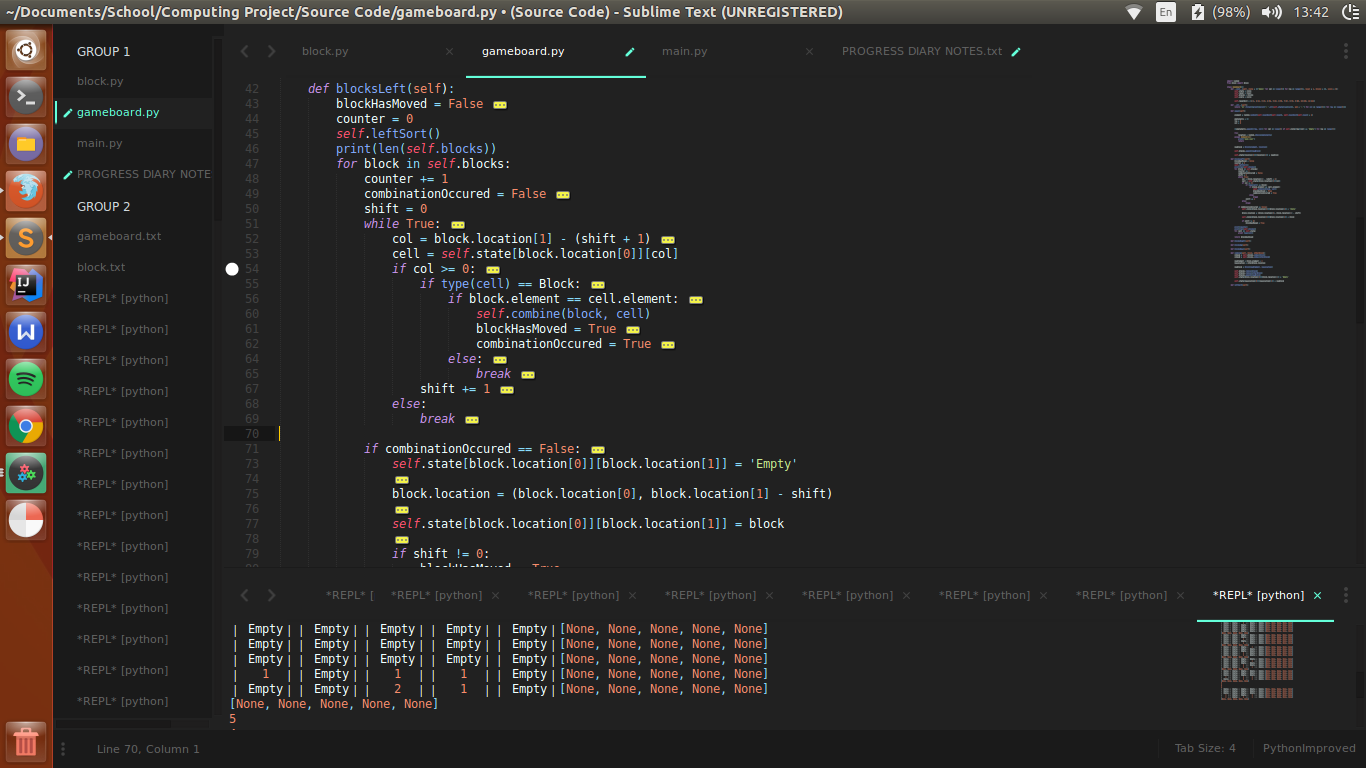 ~/Documents/School/Computing Project/Source Code/gameboard.py • (Source Code) - Sublime Text (UNREGISTERED)
En (98%) 13:42
GROUP 1
block.py
gameboard.py
main.py
PROGRESS DIARY NOTE
GROUP 2
gameboard.txt
block.txt
*REPL* [python]
*REPL* [python]
*REPL* [python]
*REPL* [python]
*REPL* [python]
*REPL* [python]
*REPL* [python]
*REPL* [python]
*REPL* [python]
*REPL* [python]
*REPL* [python]
*REPL* [python]
*REPL* [python]
*REPL* [python]
block.py × gameboard.py main.py × PROGRESS DIARY NOTES.txt
42 def blocksLeft(self):
43 blockHasMoved = False
44 counter = 0
45 self.leftSort()
46 print(len(self.blocks))
47 for block in self.blocks:
48 counter += 1
49 combinationOccured = False
50 shift = 0
51 while True:
52 col = block.location[1] - (shift + 1)
53 cell = self.state[block.location[0]][col]
54 if col >= 0:
55 if type(cell) == Block:
56 if block.element == cell.element:
60 self.combine(block, cell)
61 blockHasMoved = True
62 combinationOccured = True
64 else:
65 break
67 shift += 1
68 else:
69 break
70
71 if combinationOccured == False:
73 self.state[block.location[0]][block.location[1]] = 'Empty'
74
75 block.location = (block.location[0], block.location[1] - shift)
76
77 self.state[block.location[0]][block.location[1]] = block
78
79 if shift != 0:
80 blockHasMoved = True
*REPL* [ *REPL* [python] × *REPL* [python] × *REPL* [python] × *REPL* [python] × *REPL* [python] × *REPL* [python] × *REPL* [python] ×
| Empty| | Empty| | Empty| | Empty| | Empty|[None, None, None, None, None]
| Empty| | Empty| | Empty| | Empty| | Empty|[None, None, None, None, None]
| Empty| | Empty| | Empty| | Empty| | Empty|[None, None, None, None, None]
| 1 | | Empty| | 1 | | 1 | | Empty|[None, None, None, None, None]
| Empty| | Empty| | 2 | | 1 | | Empty|[None, None, None, None, None]
[None, None, None, None, None]
5
Line 70, Column 1 Tab Size: 4 PythonImproved